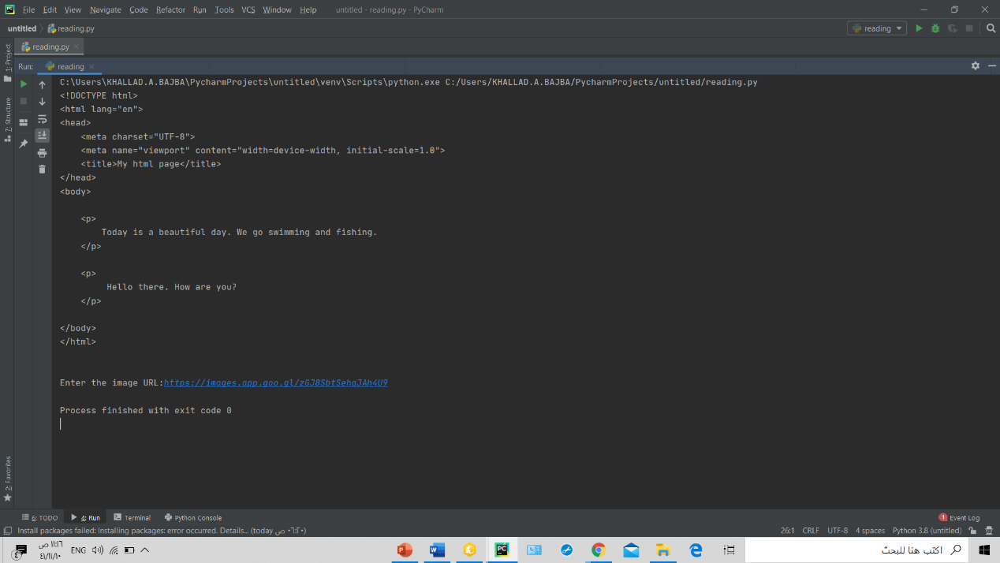 File Edit View Navigate Code Refactor Run Tools VCS Window Help untitled - reading.py - PyCharm
untitled reading.py reading
reading.py
1: Project
Run: reading
C:\Users\KHALLAD.A.BAJBA\PycharmProjects\untitled\venv\Scripts\python.exe C:/Users/KHALLAD.A.BAJBA/PycharmProjects/untitled/reading.py
<!DOCTYPE html>
<html lang="en">
<head>
    <meta charset="UTF-8">
    <meta name="viewport" content="width=device-width, initial-scale=1.0">
    <title>My html page</title>
</head>
<body>
    <p>
        Today is a beautiful day. We go swimming and fishing.
    </p>
    <p>
         Hello there. How are you?
    </p>
</body>
</html>
Enter the image URL:https://images.app.goo.gl/zGJ8SbtSehaJAh4U9
Process finished with exit code 0
7: Structure
2: Favorites
6: TODO 4: Run Terminal Python Console 1 Event Log
Install packages failed: Installing packages: error occurred. Details... (today ص ٠٦:٢٠) 26:1 CRLF UTF-8 4 spaces Python 3.8 (untitled)
١١:١٦ ص
ENG
اكتب هنا للبحث